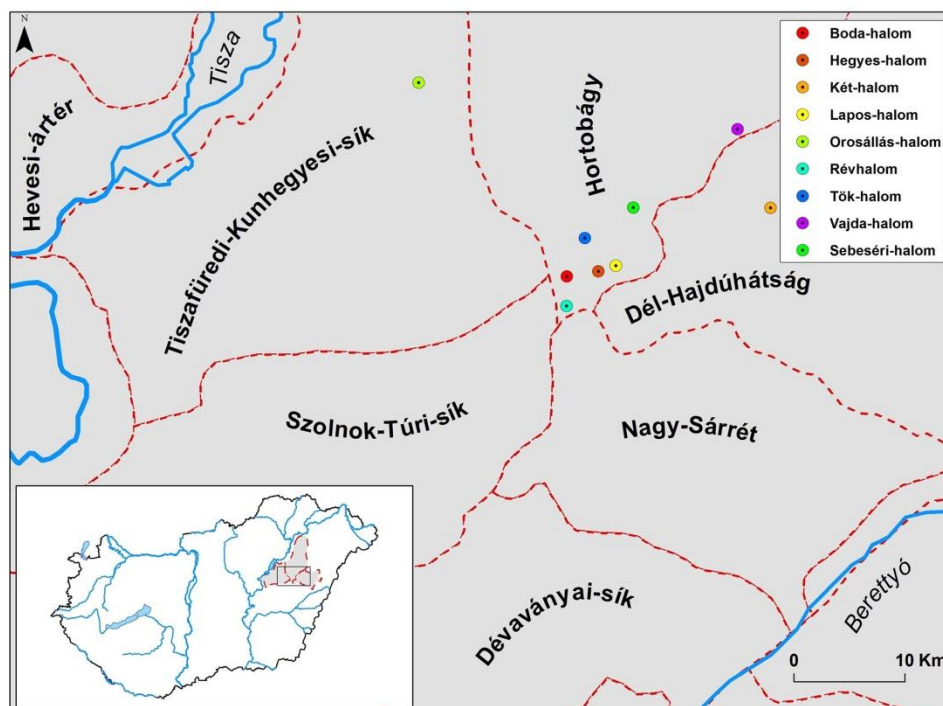 N
Hevesi-ártér
Tisza
Tiszafüredi-Kunhegyesi-sík
Hortobágy
Boda-halom
Hegyes-halom
Két-halom
Lapos-halom
Orosállás-halom
Révhalom
Tök-halom
Vajda-halom
Sebeséri-halom
Dél-Hajdúhátság
Szolnok-Túri-sík
Nagy-Sárrét
Dévaványai-sík
Berettyó
0 10 Km